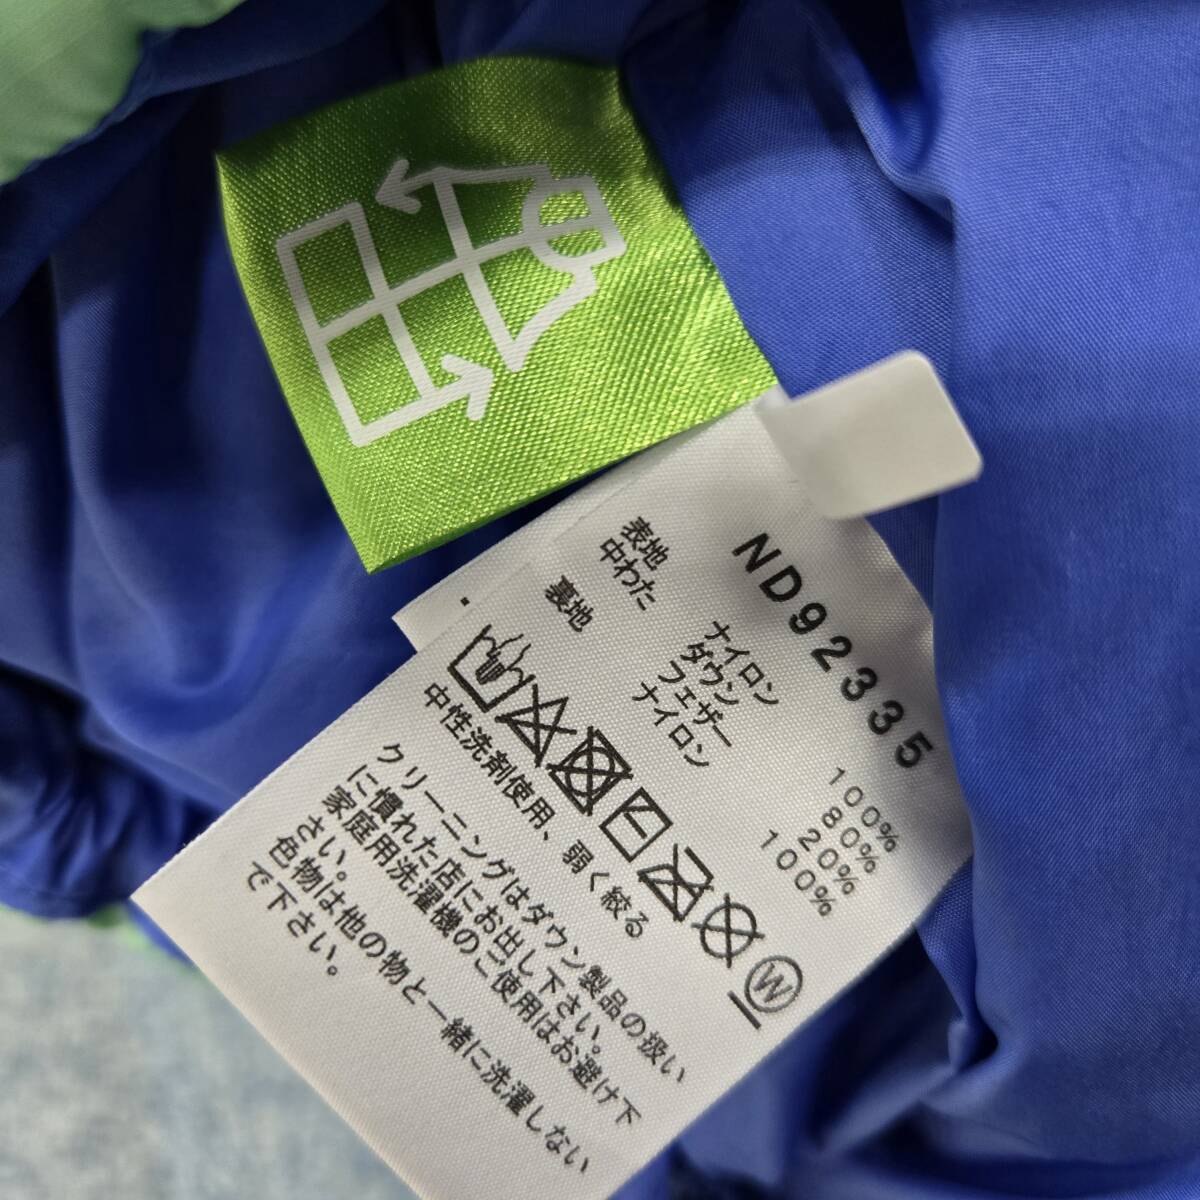 ND92335
表地 ナイロン 100%
中わた ダウン 80%
フェザー 20%
裏地 ナイロン 100%
W
中性洗剤使用、弱く絞る
クリーニングはダウン製品の扱い
に慣れた店にお出し下さい。
家庭用洗濯機のご使用はお避け下
さい。
色物は他の物と一緒に洗濯しない
で下さい。